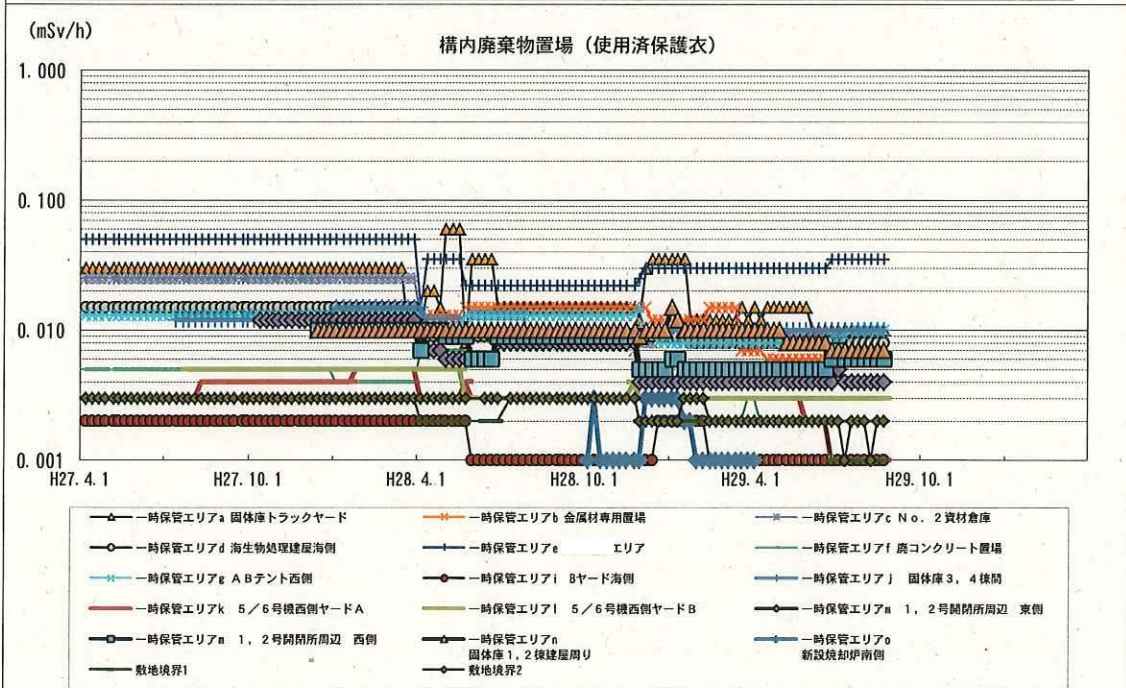 (mSv/h)
構内廃棄物置場（使用済保護衣）
1.000
0.100
0.010
0.001
H27.4.1 H27.10.1 H28.4.1 H28.10.1 H29.4.1 H29.10.1
一時保管エリアa 固体庫トラックヤード 一時保管エリアb 金属材専用置場 一時保管エリアc No．2資材倉庫
一時保管エリアd 海生物処理建屋海側 一時保管エリアe エリア 一時保管エリアf 廃コンクリート置場
一時保管エリアg ABテント西側 一時保管エリアi Bヤード海側 一時保管エリアj 固体庫3，4棟間
一時保管エリアk 5／6号機西側ヤードA 一時保管エリアl 5／6号機西側ヤードB 一時保管エリアm 1，2号開閉所周辺 東側
一時保管エリアm 1，2号開閉所周辺 西側 一時保管エリアn 一時保管エリアo
固体庫1,2棟建屋周り 新設焼却炉南側
敷地境界1 敷地境界2